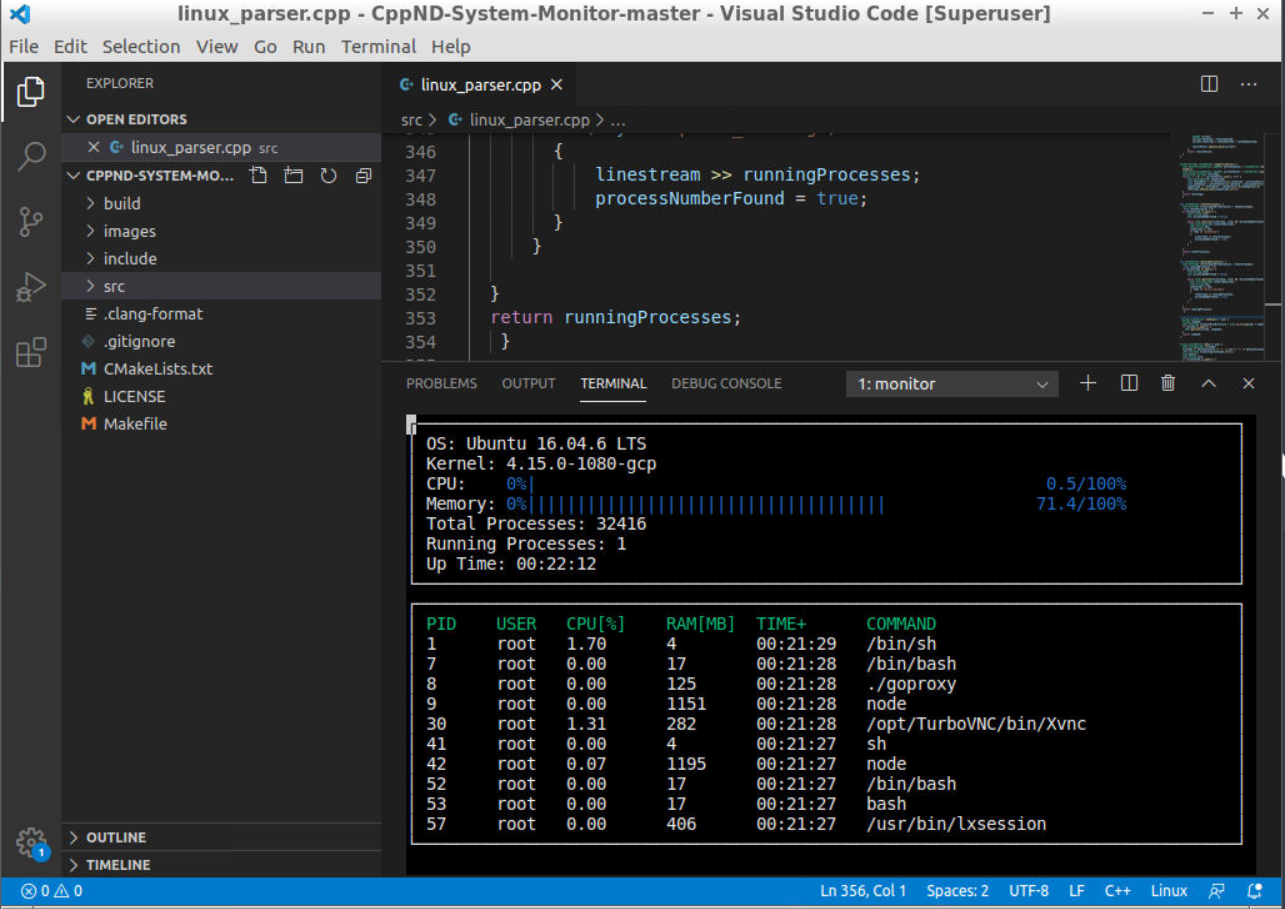 linux_parser.cpp - CppND-System-Monitor-master - Visual Studio Code [Superuser]
File Edit Selection View Go Run Terminal Help
EXPLORER
OPEN EDITORS
linux_parser.cpp src
CPPND-SYSTEM-MO...
build
images
include
src
.clang-format
.gitignore
CMakeLists.txt
LICENSE
Makefile
OUTLINE
TIMELINE
1
linux_parser.cpp
src > linux_parser.cpp > ...
346 {
347 linestream >> runningProcesses;
348 processNumberFound = true;
349 }
350 }
351
352 }
353 return runningProcesses;
354 }
PROBLEMS OUTPUT TERMINAL DEBUG CONSOLE 1: monitor
OS: Ubuntu 16.04.6 LTS
Kernel: 4.15.0-1080-gcp
CPU: 0%| 0.5/100%
Memory: 0%|||||||||||||||||||||||||||||||||||| 71.4/100%
Total Processes: 32416
Running Processes: 1
Up Time: 00:22:12
PID USER CPU[%] RAM[MB] TIME+ COMMAND
1 root 1.70 4 00:21:29 /bin/sh
7 root 0.00 17 00:21:28 /bin/bash
8 root 0.00 125 00:21:28 ./goproxy
9 root 0.00 1151 00:21:28 node
30 root 1.31 282 00:21:28 /opt/TurboVNC/bin/Xvnc
41 root 0.00 4 00:21:27 sh
42 root 0.07 1195 00:21:27 node
52 root 0.00 17 00:21:27 /bin/bash
53 root 0.00 17 00:21:27 bash
57 root 0.00 406 00:21:27 /usr/bin/lxsession
0 0 Ln 356, Col 1 Spaces: 2 UTF-8 LF C++ Linux